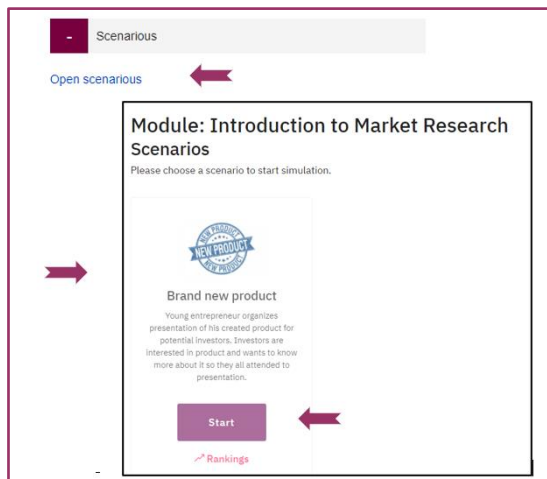 - Scenarious
Open scenarious
Module: Introduction to Market Research
Scenarios
Please choose a scenario to start simulation.
NEW PRODUCT
NEW PRODUCT
NEW PRODUCT
Brand new product
Young entrepreneur organizes
presentation of his created product for
potential investors. Investors are
interested in product and wants to know
more about it so they all attended to
presentation.
Start
Rankings
-